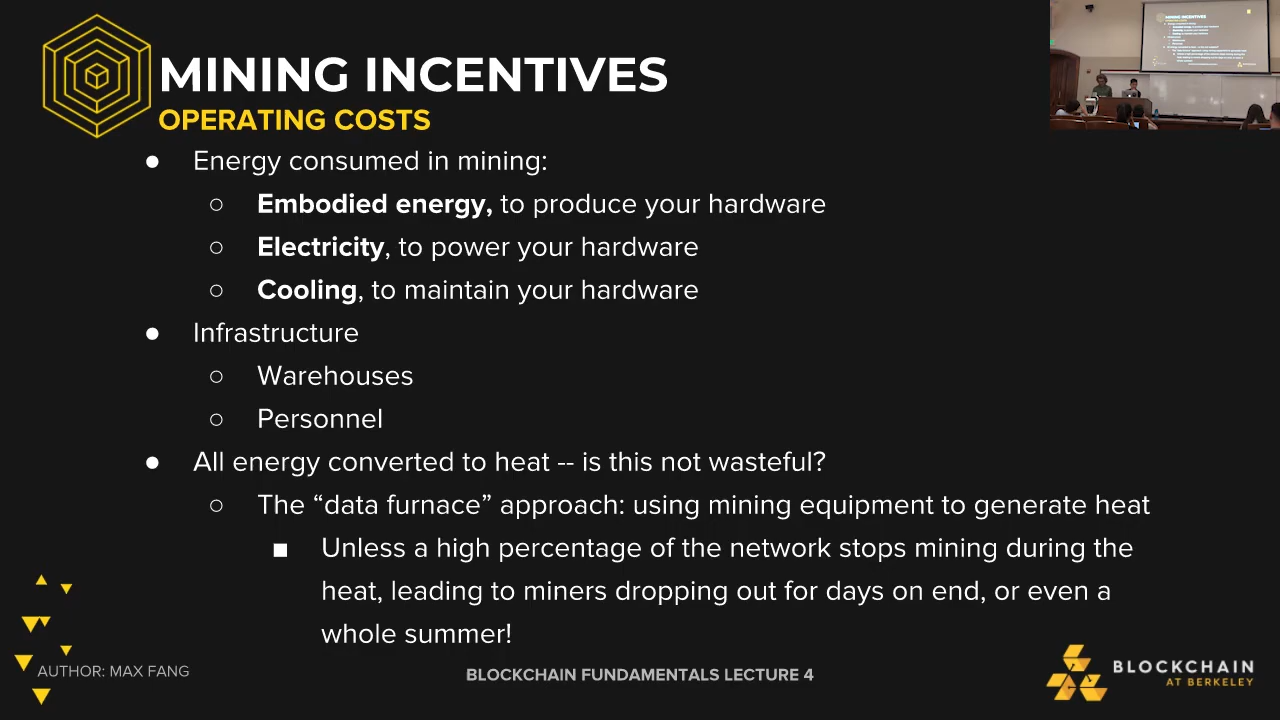 MINING INCENTIVES
OPERATING COSTS
● Energy consumed in mining:
○ Embodied energy, to produce your hardware
○ Electricity, to power your hardware
○ Cooling, to maintain your hardware
● Infrastructure
○ Warehouses
○ Personnel
● All energy converted to heat -- is this not wasteful?
○ The “data furnace” approach: using mining equipment to generate heat
■ Unless a high percentage of the network stops mining during the
heat, leading to miners dropping out for days on end, or even a
whole summer!
AUTHOR: MAX FANG
BLOCKCHAIN FUNDAMENTALS LECTURE 4
BLOCKCHAIN
AT BERKELEY
MINING INCENTIVES